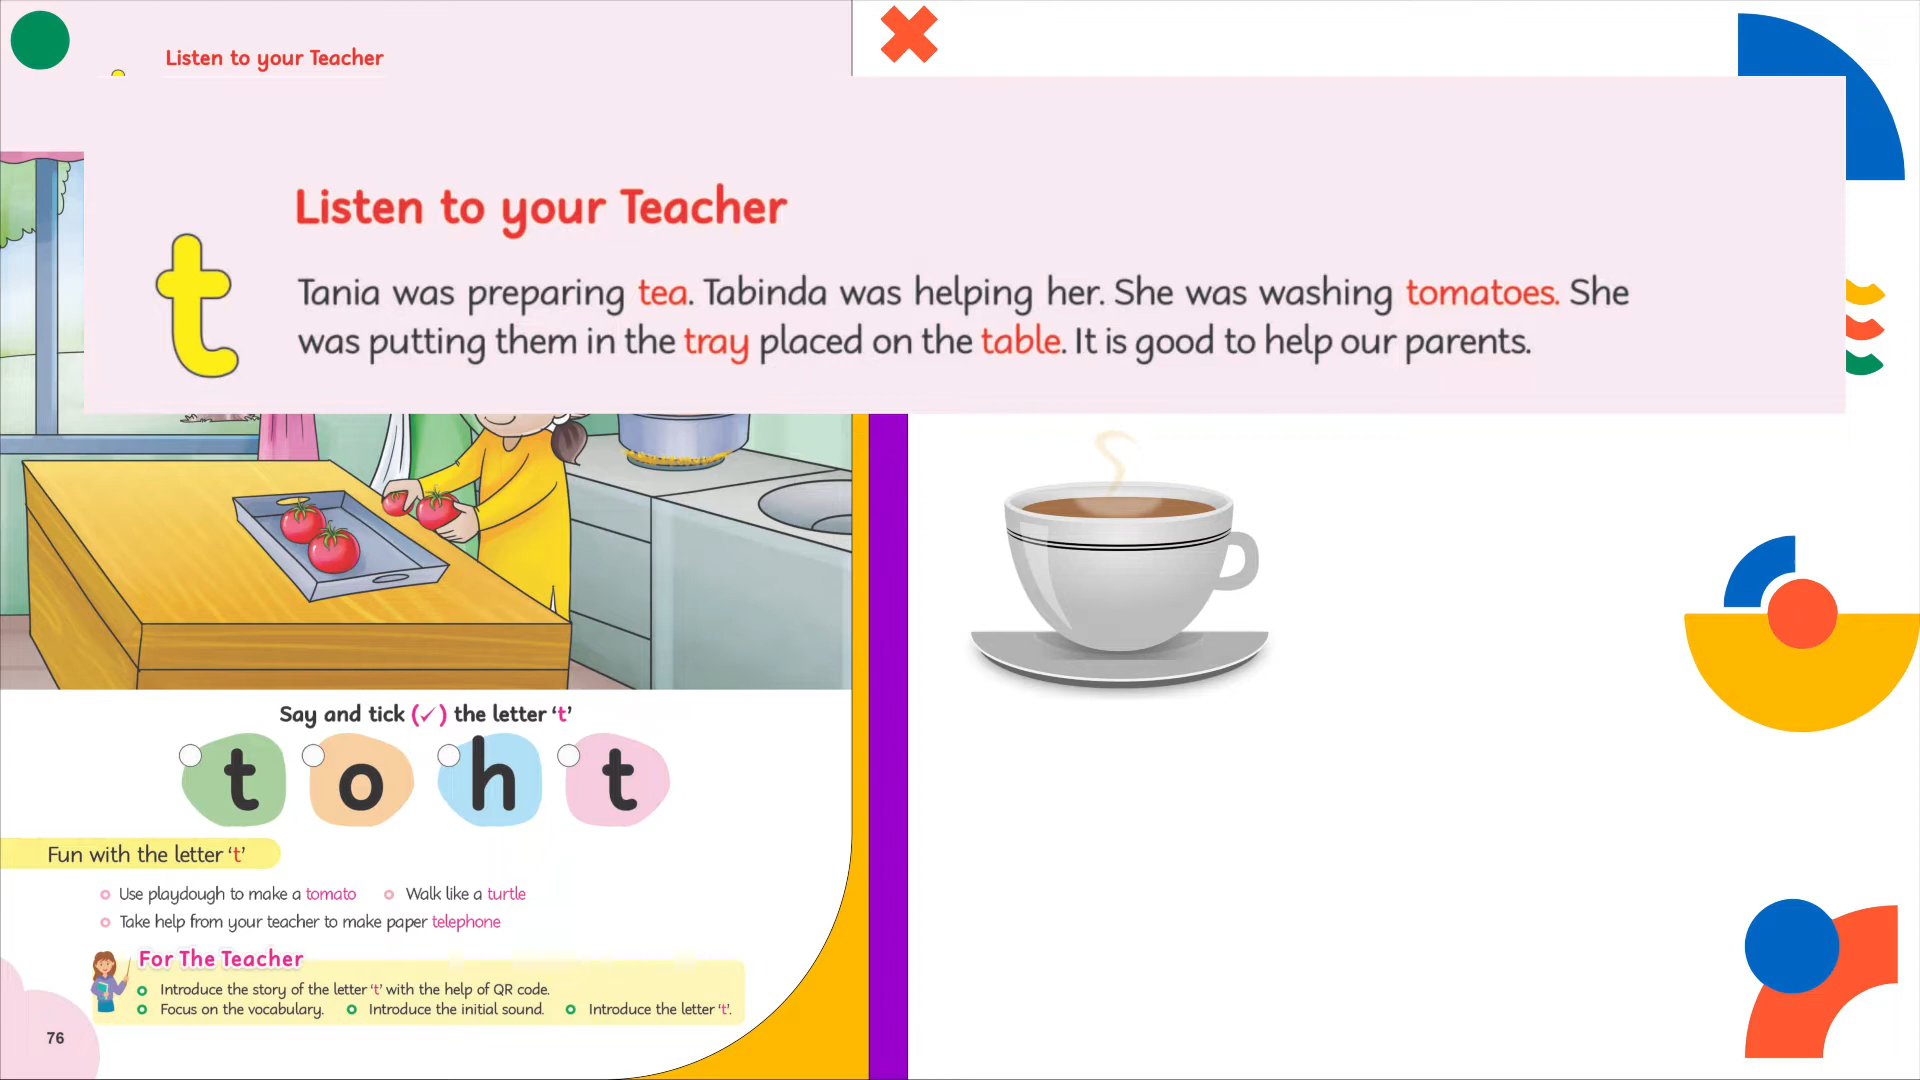 Listen to your Teacher
Listen to your Teacher
t
Tania was preparing tea. Tabinda was helping her. She was washing tomatoes. She
was putting them in the tray placed on the table. It is good to help our parents.
Say and tick (✓) the letter ‘t’
t o h t
Fun with the letter ‘t’
Use playdough to make a tomato Walk like a turtle
Take help from your teacher to make paper telephone
For The Teacher
Introduce the story of the letter ‘t’ with the help of QR code.
Focus on the vocabulary. Introduce the initial sound. Introduce the letter ‘t’.
76